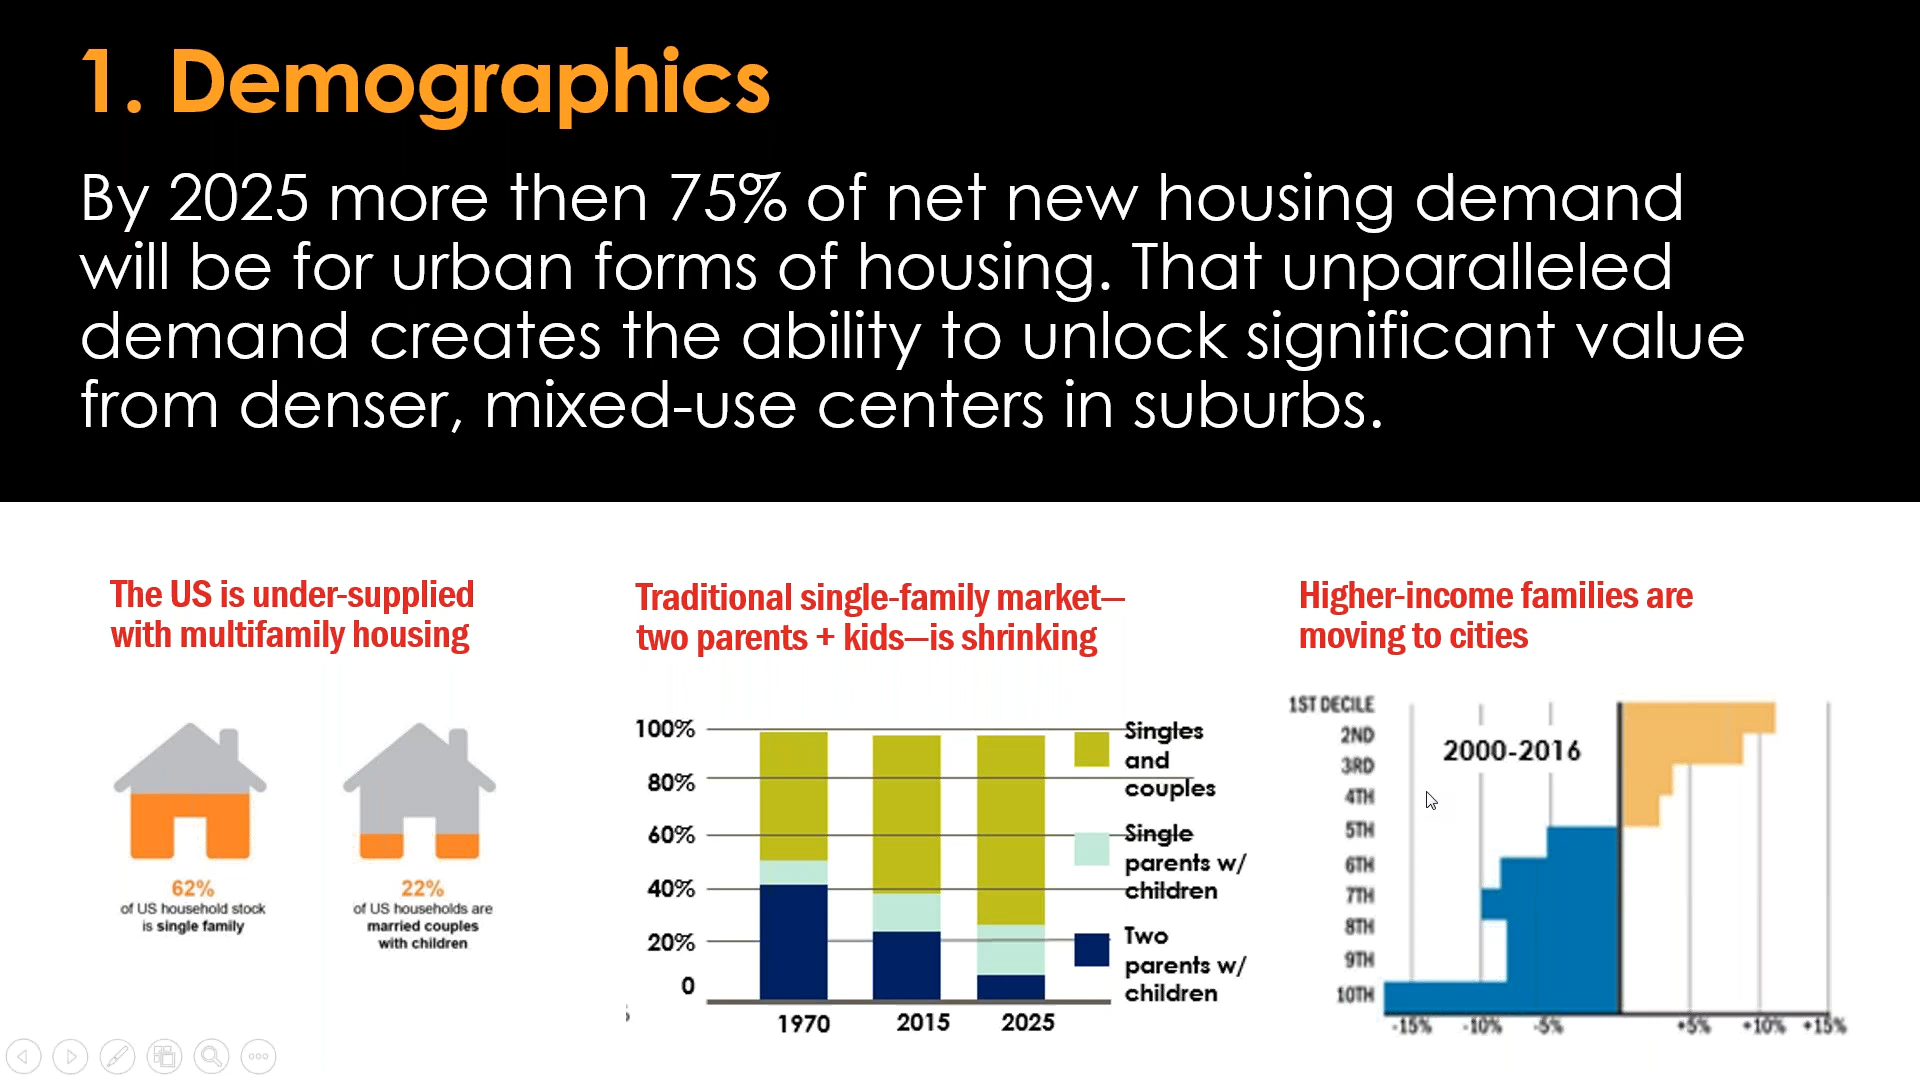 1. Demographics
By 2025 more then 75% of net new housing demand
will be for urban forms of housing. That unparalleled
demand creates the ability to unlock significant value
from denser, mixed-use centers in suburbs.
The US is under-supplied
with multifamily housing
62%
of US household stock
is single family
22%
of US households are
married couples
with children
Traditional single-family market—
two parents + kids—is shrinking
100%
80%
60%
40%
20%
0
1970
2015
2025
Singles
and
couples
Single
parents w/
children
Two
parents w/
children
Higher-income families are
moving to cities
2000-2016
1ST DECILE
2ND
3RD
4TH
5TH
6TH
7TH
8TH
9TH
10TH
-15%
-10%
-5%
+5%
+10%
+15%